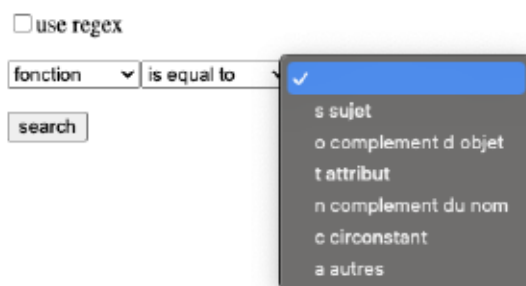 use regex
fonction is equal to
search
s sujet
o complement d objet
t attribut
n complement du nom
c circonstant
a autres